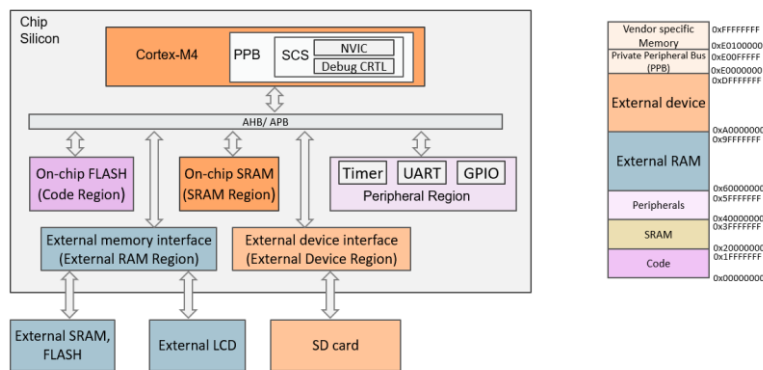 Chip
Silicon
Cortex-M4
PPB
SCS
NVIC
Debug CRTL
AHB/ APB
On-chip FLASH
(Code Region)
On-chip SRAM
(SRAM Region)
Timer
UART
GPIO
Peripheral Region
External memory interface
(External RAM Region)
External device interface
(External Device Region)
External SRAM,
FLASH
External LCD
SD card
Vendor specific
Memory
0xFFFFFFFF
0xE0100000
Private Peripheral Bus
(PPB)
0xE00FFFFF
0xE0000000
0xDFFFFFFF
External device
0xA0000000
0x9FFFFFFF
External RAM
0x60000000
0x5FFFFFFF
Peripherals
0x40000000
0x3FFFFFFF
SRAM
0x20000000
0x1FFFFFFF
Code
0x00000000